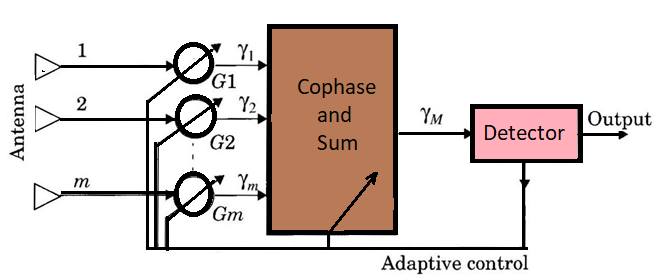 Antenna
1
G1
γ1
2
G2
γ2
m
Gm
γm
Cophase
and
Sum
γM
Detector
Output
Adaptive control